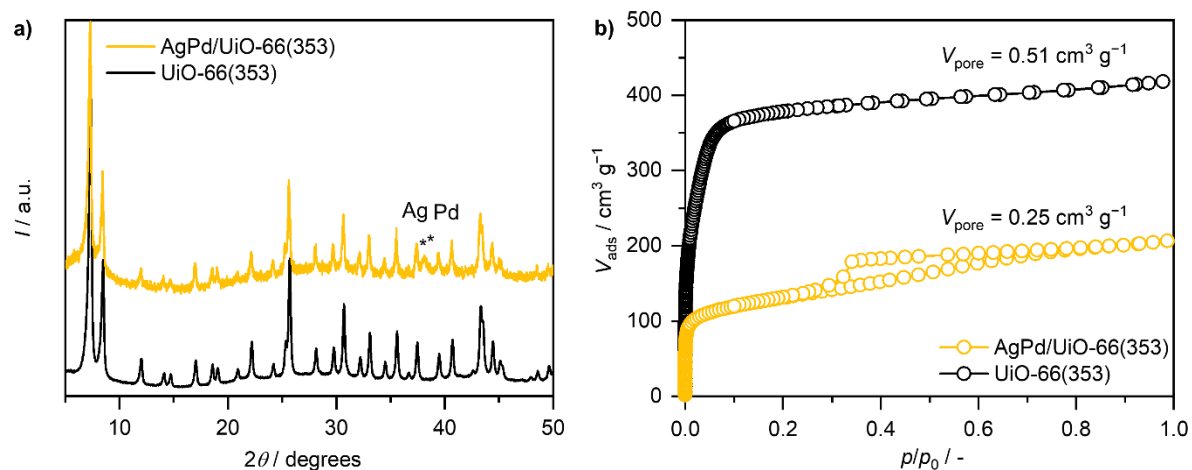 a)
AgPd/UiO-66(353)
UiO-66(353)
Ag Pd
* *
I / a.u.
10 20 30 40 50
2θ / degrees
b)
500
400
300
200
100
0
V_ads / cm³ g⁻¹
V_pore = 0.51 cm³ g⁻¹
V_pore = 0.25 cm³ g⁻¹
AgPd/UiO-66(353)
UiO-66(353)
0.0 0.2 0.4 0.6 0.8 1.0
p/p₀ / -